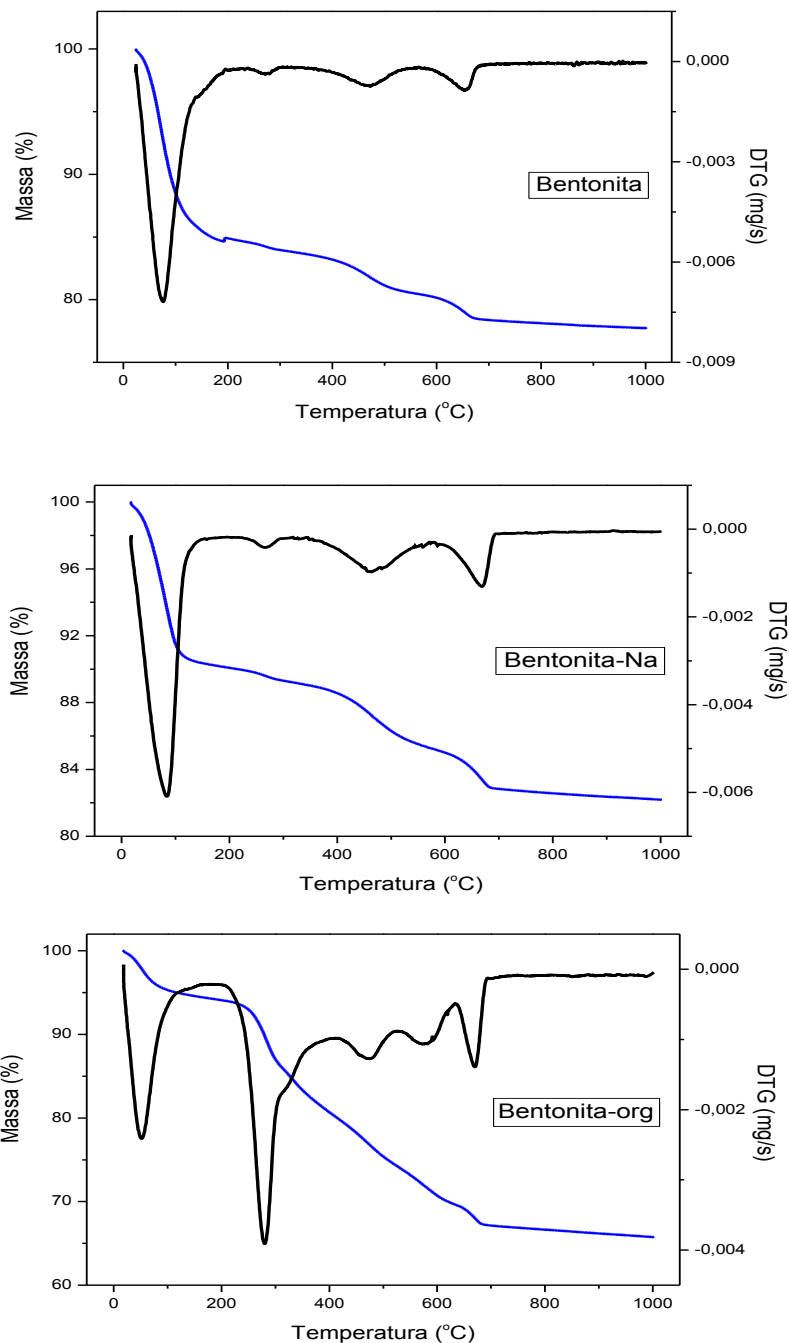 100
90
80
Massa (%)
0,000
-0,003
-0,006
-0,009
DTG (mg/s)
Bentonita
0 200 400 600 800 1000
Temperatura (°C)
100
96
92
88
84
80
Massa (%)
0,000
-0,002
-0,004
-0,006
DTG (mg/s)
Bentonita-Na
0 200 400 600 800 1000
Temperatura (°C)
100
90
80
70
60
Massa (%)
0,000
-0,002
-0,004
DTG (mg/s)
Bentonita-org
0 200 400 600 800 1000
Temperatura (°C)